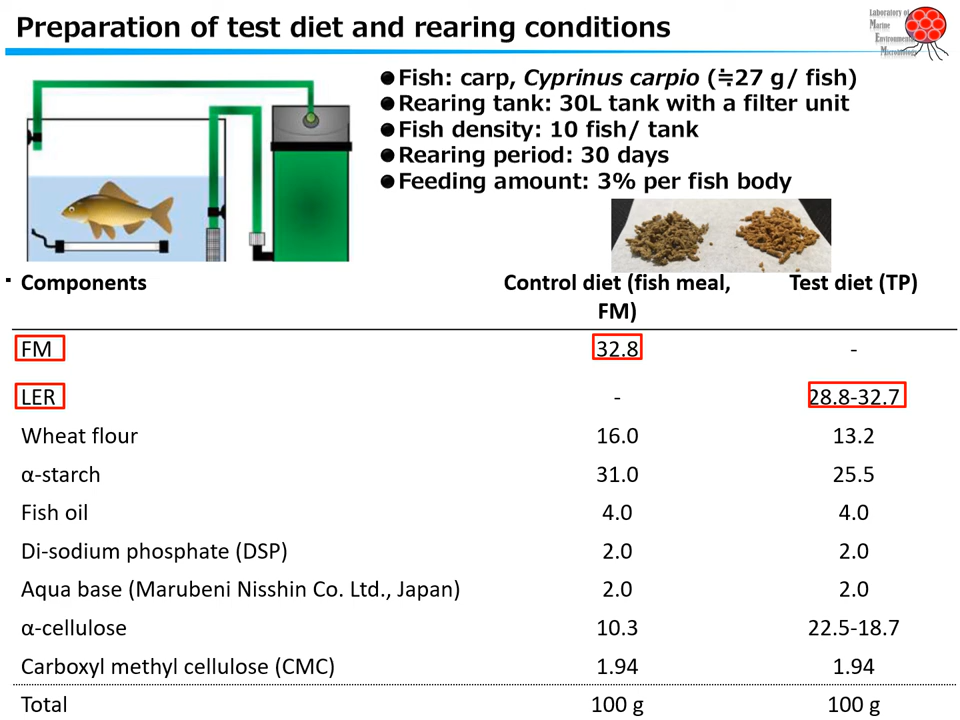 Preparation of test diet and rearing conditions
Laboratory of
Marine
Environmental
Microbiology
●Fish: carp, Cyprinus carpio (≒27 g/ fish)
●Rearing tank: 30L tank with a filter unit
●Fish density: 10 fish/ tank
●Rearing period: 30 days
●Feeding amount: 3% per fish body
Components Control diet (fish meal, FM) Test diet (TP)
FM 32.8 -
LER - 28.8-32.7
Wheat flour 16.0 13.2
α-starch 31.0 25.5
Fish oil 4.0 4.0
Di-sodium phosphate (DSP) 2.0 2.0
Aqua base (Marubeni Nisshin Co. Ltd., Japan) 2.0 2.0
α-cellulose 10.3 22.5-18.7
Carboxyl methyl cellulose (CMC) 1.94 1.94
Total 100 g 100 g